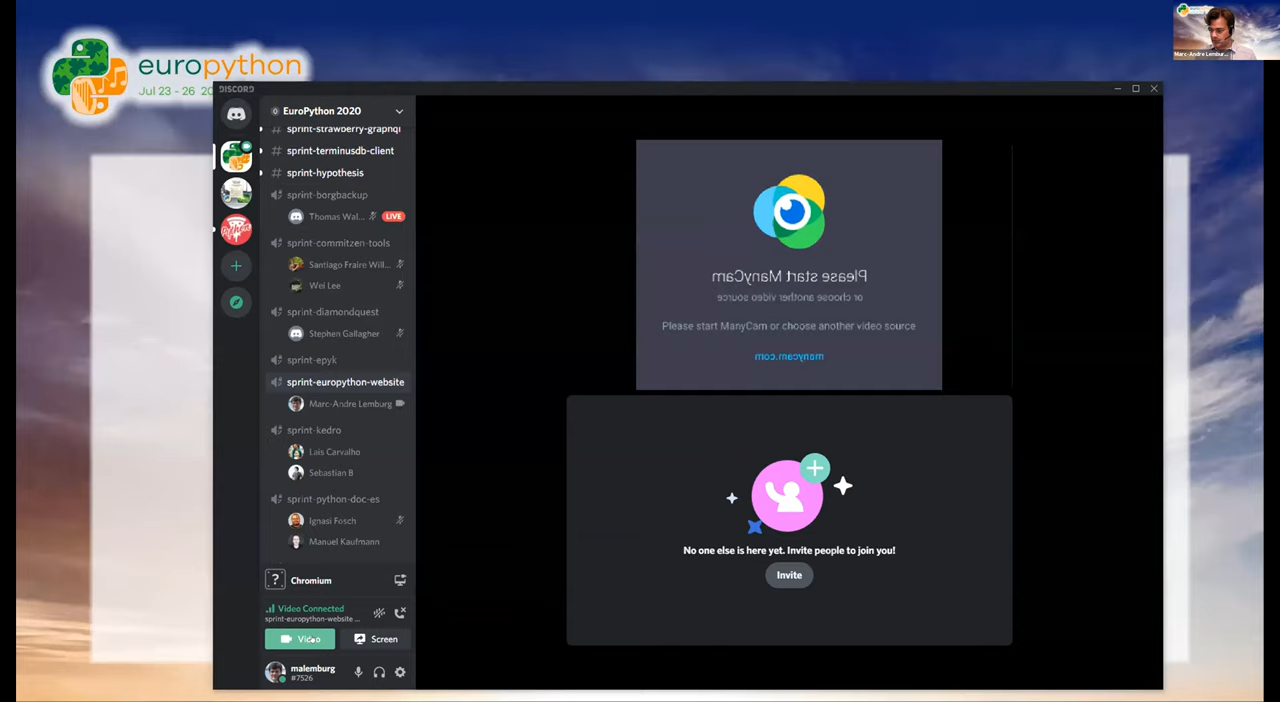 europython
Jul 23 - 26 20
Marc-Andre Lembur...
DISCORD
EuroPython 2020
# sprint-strawberry-graphql
# sprint-terminusdb-client
# sprint-hypothesis
sprint-borgbackup
Thomas Wal... LIVE
sprint-commitzen-tools
Santiago Fraire Will...
Wei Lee
sprint-diamondquest
Stephen Gallagher
sprint-epyk
sprint-europython-website
Marc-Andre Lemburg
sprint-kedro
Lais Carvalho
Sebastian B
sprint-python-doc-es
Ignasi Fosch
Manuel Kaufmann
? Chromium
Video Connected
sprint-europython-website ...
Video Screen
malemburg
#7526
Please start ManyCam
or choose another video source
Please start ManyCam or choose another video source
manycam.com
No one else is here yet. Invite people to join you!
Invite